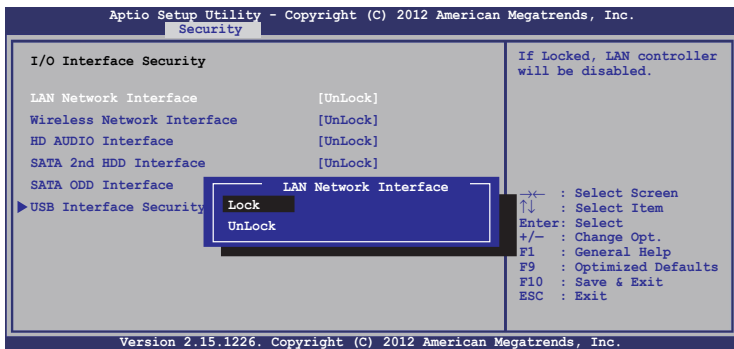 Aptio Setup Utility - Copyright (C) 2012 American Megatrends, Inc.
Security
I/O Interface Security
LAN Network Interface [UnLock]
Wireless Network Interface [UnLock]
HD AUDIO Interface [UnLock]
SATA 2nd HDD Interface [UnLock]
SATA ODD Interface
USB Interface Security
LAN Network Interface
Lock
UnLock
If Locked, LAN controller
will be disabled.
→← : Select Screen
↑↓ : Select Item
Enter: Select
+/— : Change Opt.
F1 : General Help
F9 : Optimized Defaults
F10 : Save & Exit
ESC : Exit
Version 2.15.1226. Copyright (C) 2012 American Megatrends, Inc.